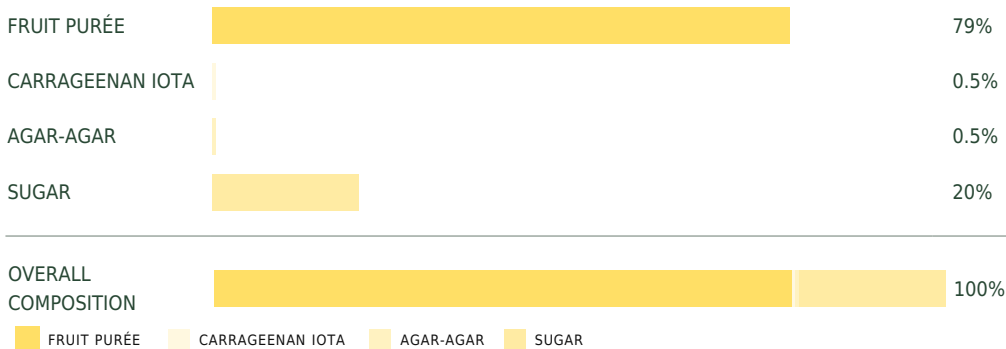 FRUIT PURÉE 79%
CARRAGEENAN IOTA 0.5%
AGAR-AGAR 0.5%
SUGAR 20%
OVERALL
COMPOSITION 100%
FRUIT PURÉE CARRAGEENAN IOTA AGAR-AGAR SUGAR